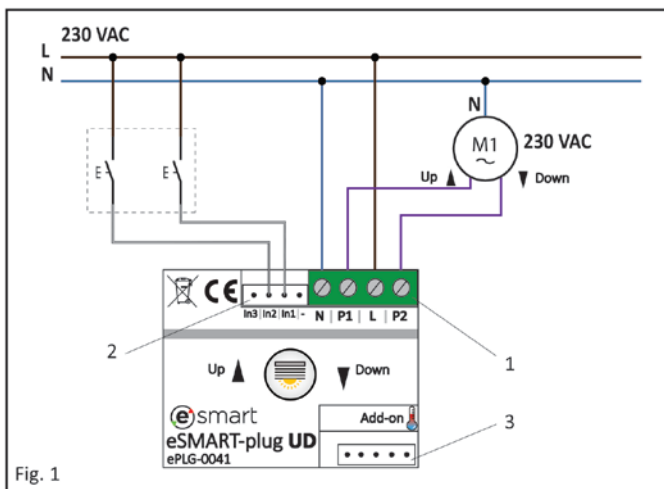 230 VAC
L
N
N
M1
~
230 VAC
Up
Down
E
E
CE
In3 | In2 | In1 | -
N | P1 | L | P2
2
1
Up
Down
esmart
Add-on
eSMART-plug UD
ePLG-0041
3
Fig. 1